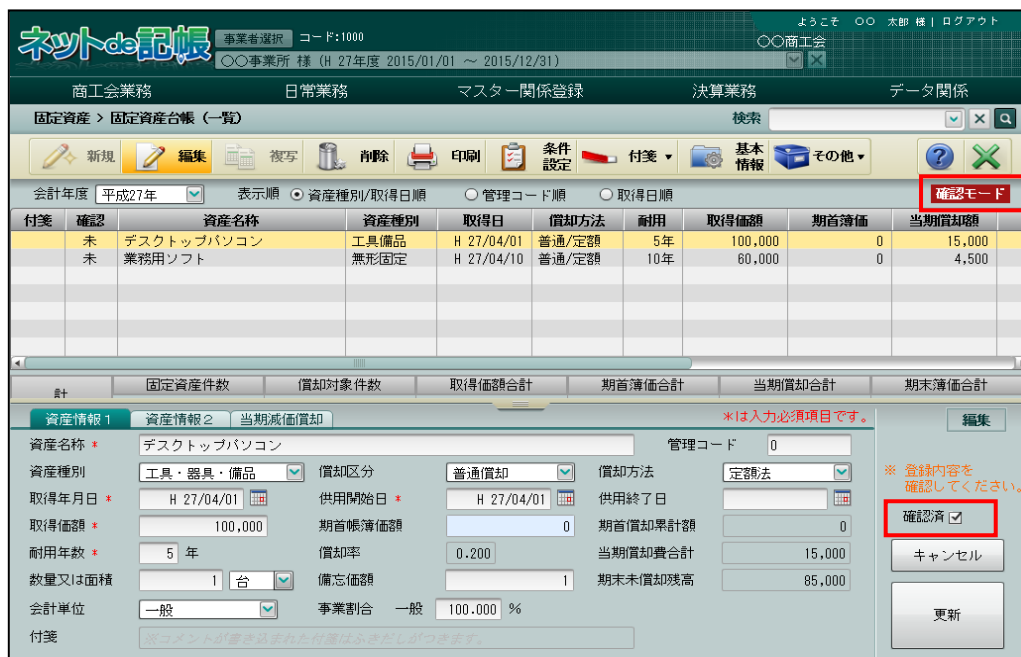 ようこそ 〇〇 太郎 様 | ログアウト
ネットde記帳 事業者選択 コード:1000 〇〇商工会
〇〇事業所 様 (H 27年度 2015/01/01 ～ 2015/12/31)
商工会業務 日常業務 マスター関係登録 決算業務 データ関係
固定資産 > 固定資産台帳 (一覧) 検索
新規 編集 複写 削除 印刷 条件設定 付箋 基本情報 その他
会計年度 平成27年 表示順 資産種別/取得日順 管理コード順 取得日順 確認モード
付箋 確認 資産名称 資産種別 取得日 償却方法 耐用 取得価額 期首簿価 当期償却額
未 デスクトップパソコン 工具備品 H 27/04/01 普通/定額 5年 100,000 0 15,000
未 業務用ソフト 無形固定 H 27/04/10 普通/定額 10年 60,000 0 4,500
計 固定資産件数 償却対象件数 取得価額合計 期首簿価合計 当期償却合計 期末簿価合計
資産情報1 資産情報2 当期減価償却 *は入力必須項目です。 編集
資産名称 * デスクトップパソコン 管理コード 0
資産種別 工具・器具・備品 償却区分 普通償却 償却方法 定額法
※ 登録内容を
確認してください。
取得年月日 * H 27/04/01 供用開始日 * H 27/04/01 供用終了日
取得価額 * 100,000 期首帳簿価額 0 期首償却累計額 0 確認済
耐用年数 * 5 年 償却率 0.200 当期償却費合計 15,000 キャンセル
数量又は面積 1 台 備忘価額 1 期末未償却残高 85,000
会計単位 一般 事業割合 一般 100.000 % 更新
付箋 ※コメントが書き込まれた付箋はふきだしがつきます。